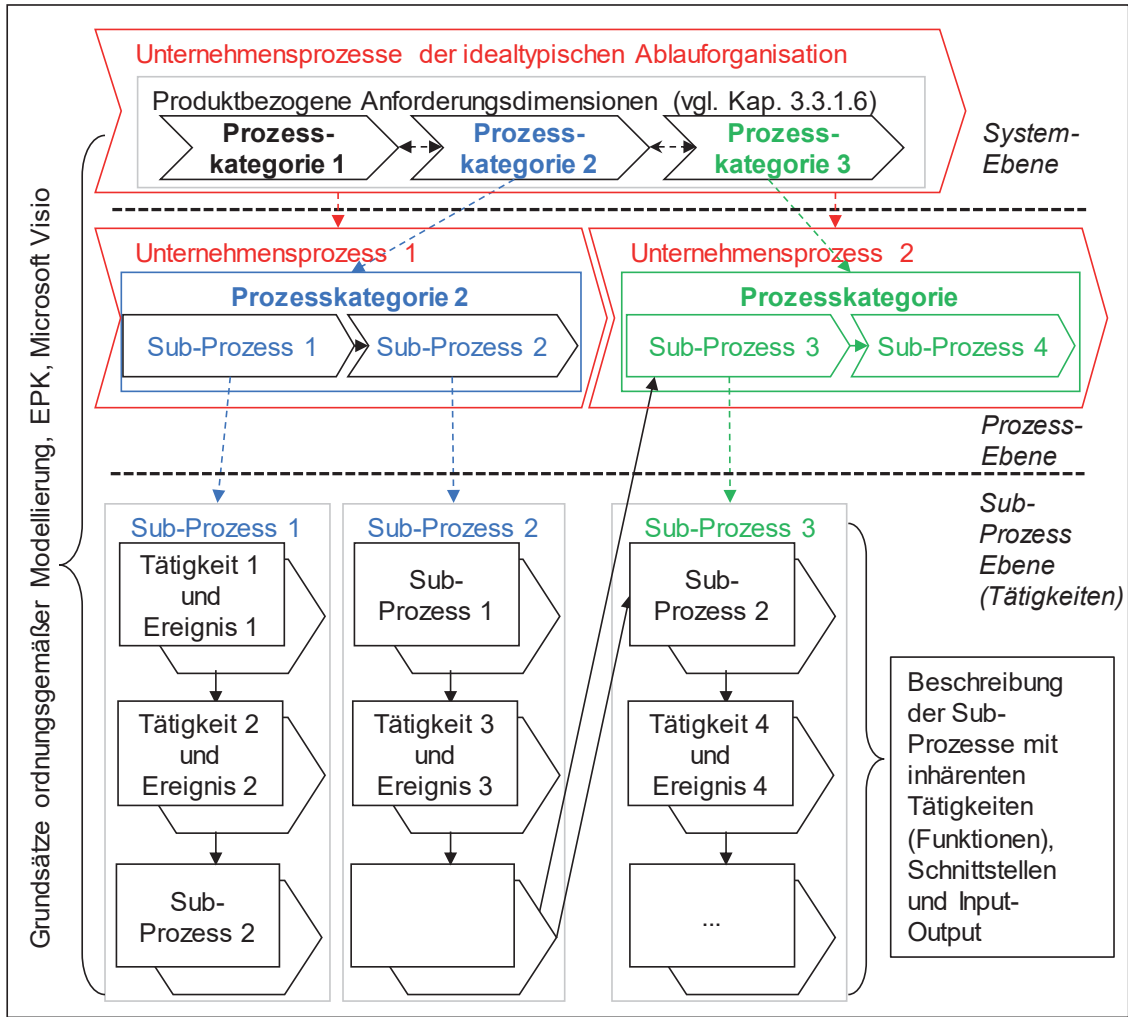 Grundsätze ordnungsgemäßer Modellierung, EPK, Microsoft Visio
Unternehmensprozesse der idealtypischen Ablauforganisation
Produktbezogene Anforderungsdimensionen (vgl. Kap. 3.3.1.6)
Prozess-
kategorie 1
Prozess-
kategorie 2
Prozess-
kategorie 3
System-
Ebene
Unternehmensprozess 1
Prozesskategorie 2
Sub-Prozess 1
Sub-Prozess 2
Unternehmensprozess 2
Prozesskategorie
Sub-Prozess 3
Sub-Prozess 4
Prozess-
Ebene
Sub-Prozess 1
Tätigkeit 1
und
Ereignis 1
Tätigkeit 2
und
Ereignis 2
Sub-
Prozess 2
Sub-Prozess 2
Sub-
Prozess 1
Tätigkeit 3
und
Ereignis 3
Sub-Prozess 3
Sub-
Prozess 2
Tätigkeit 4
und
Ereignis 4
...
Sub-
Prozess
Ebene
(Tätigkeiten)
Beschreibung
der Sub-
Prozesse mit
inhärenten
Tätigkeiten
(Funktionen),
Schnittstellen
und Input-
Output